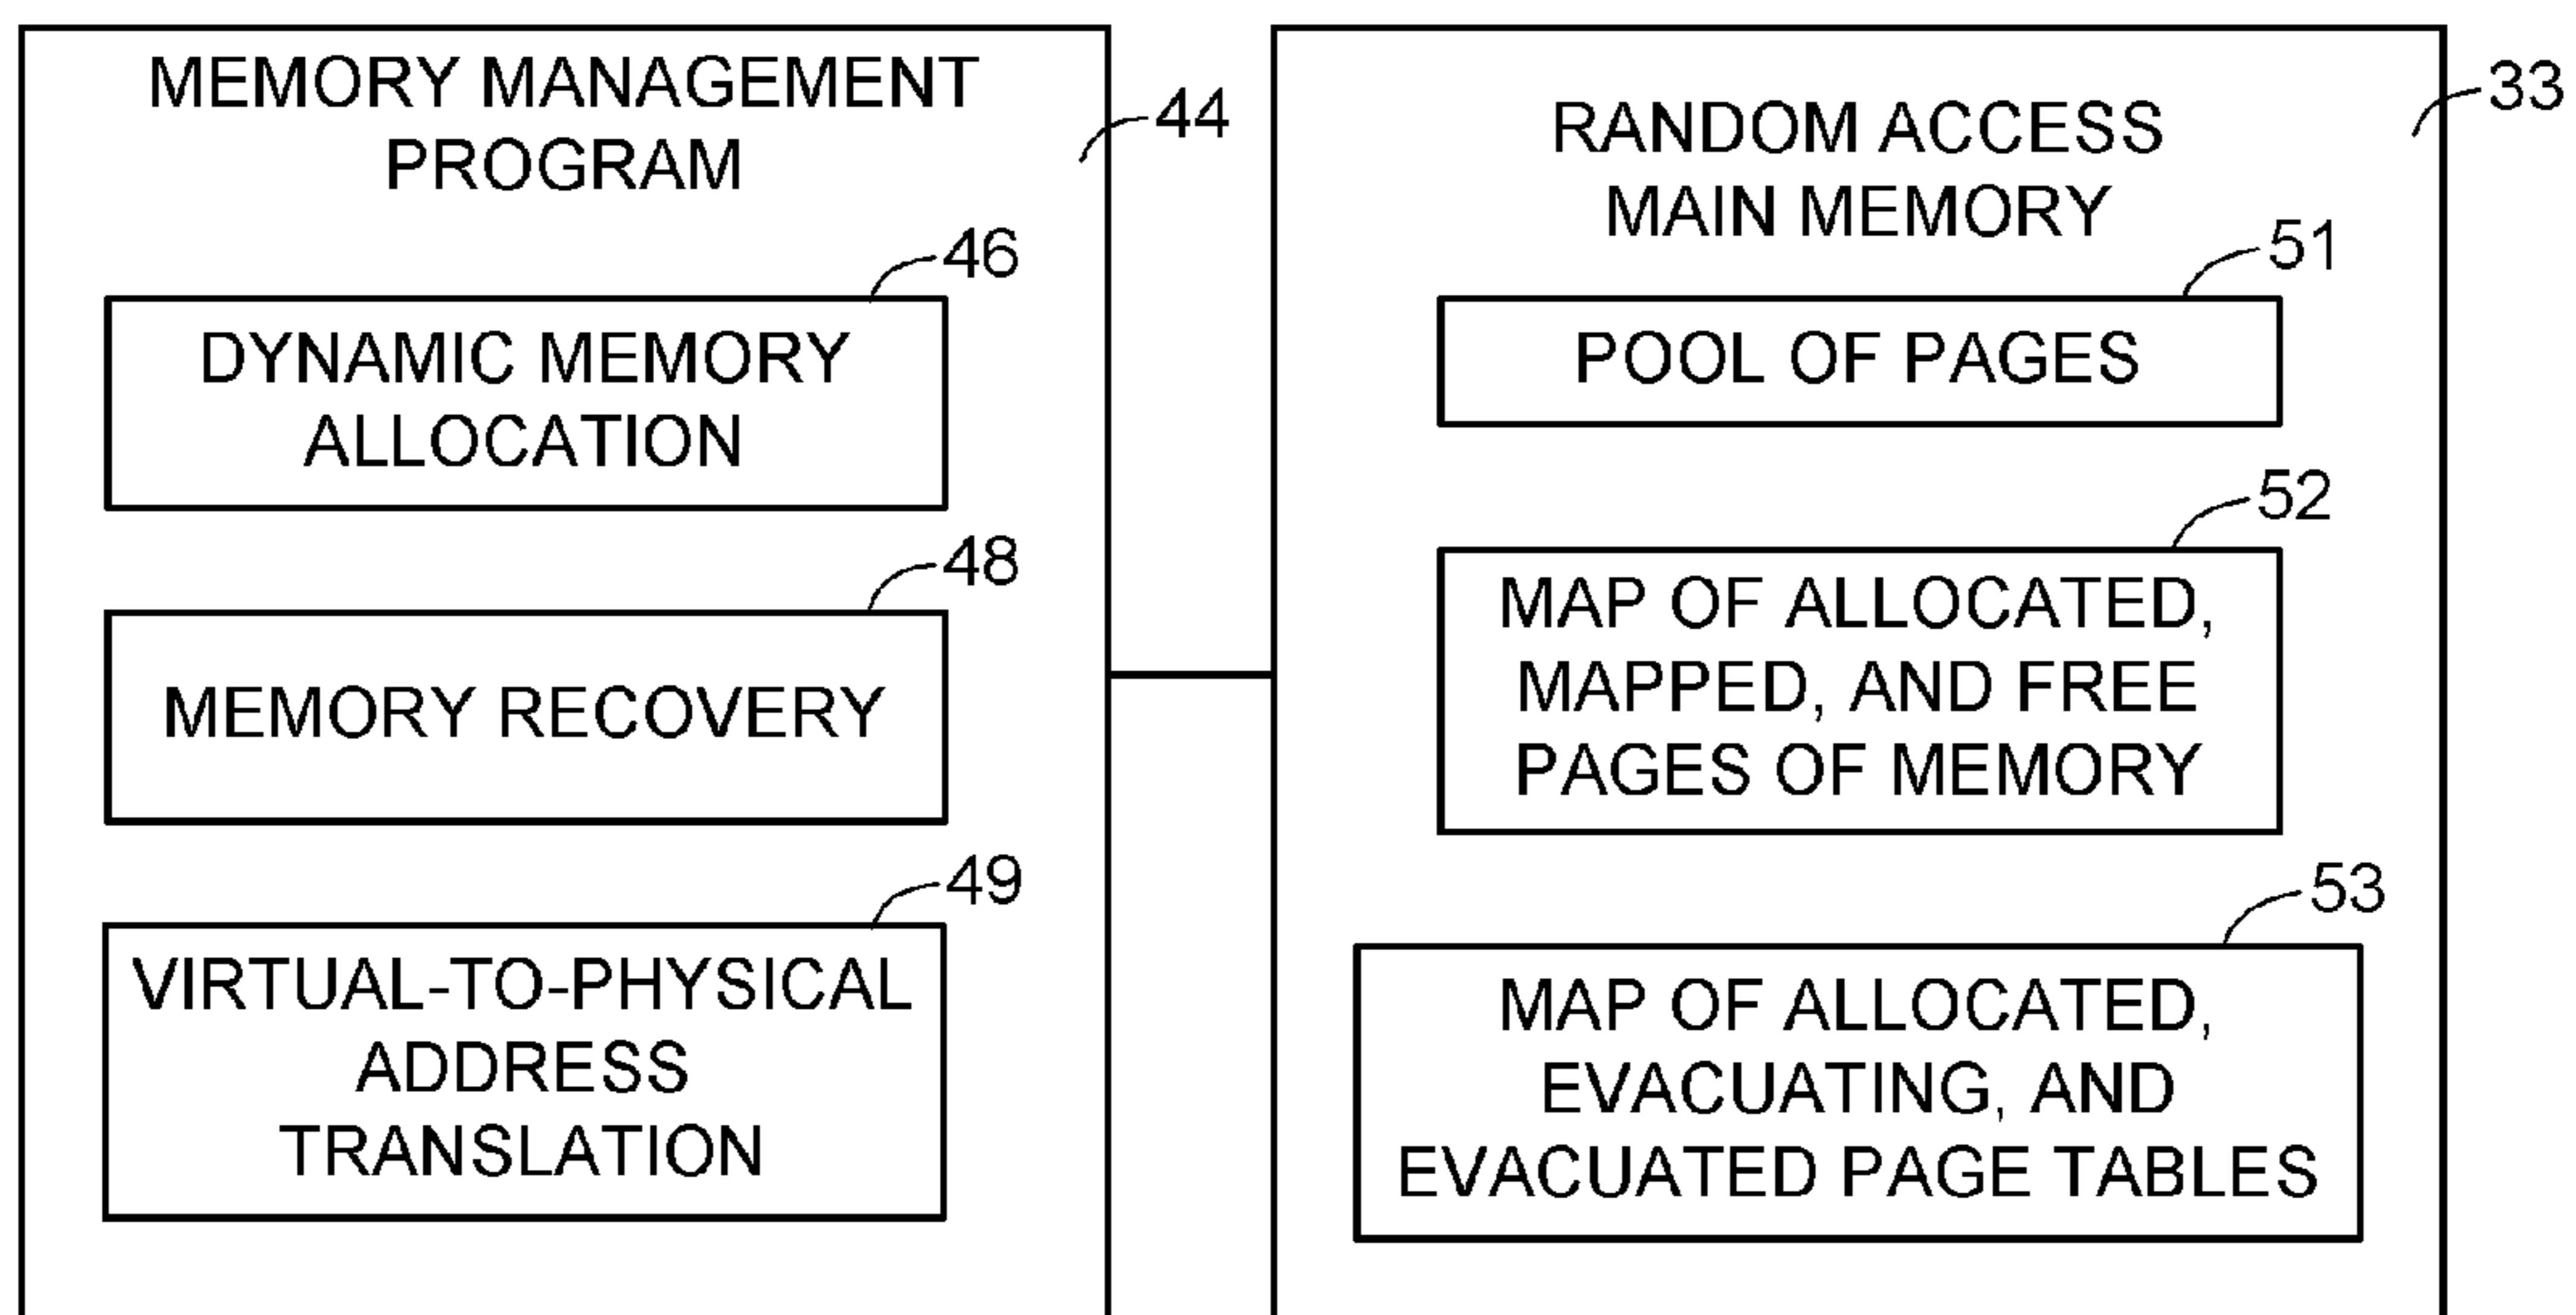 MEMORY MANAGEMENT
PROGRAM
44
46
DYNAMIC MEMORY
ALLOCATION
48
MEMORY RECOVERY
49
VIRTUAL-TO-PHYSICAL
ADDRESS
TRANSLATION
33
RANDOM ACCESS
MAIN MEMORY
51
POOL OF PAGES
52
MAP OF ALLOCATED,
MAPPED, AND FREE
PAGES OF MEMORY
53
MAP OF ALLOCATED,
EVACUATING, AND
EVACUATED PAGE TABLES